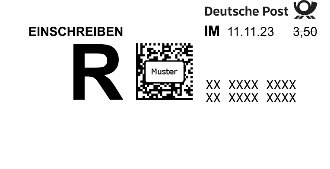 Deutsche Post
EINSCHREIBEN
IM 11.11.23 3,50
R
Muster
XX XXXX XXXX
XX XXXX XXXX